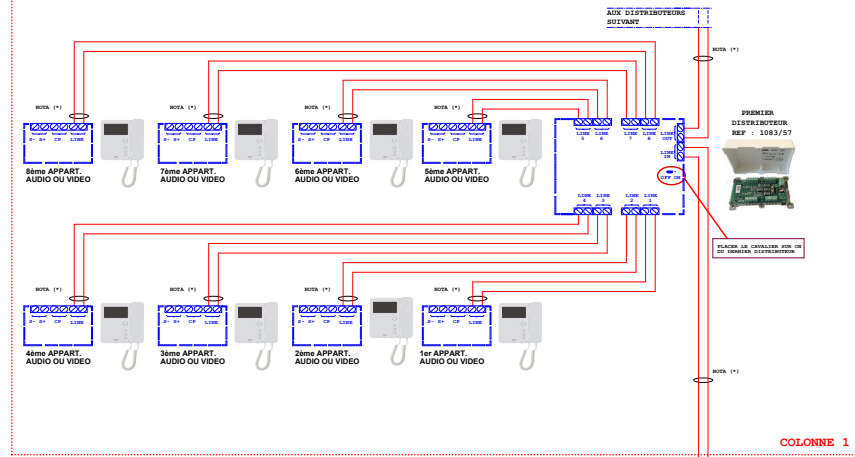 AUX DISTRIBUTEURS
SUIVANT
NOTA (*)
PREMIER
DISTRIBUTEUR
REF : 1083/57
NOTA (*)
NOTA (*)
NOTA (*)
NOTA (*)
S- S+ CP LINE
S- S+ CP LINE
S- S+ CP LINE
S- S+ CP LINE
8ème APPART.
AUDIO OU VIDEO
7ème APPART.
AUDIO OU VIDEO
6ème APPART.
AUDIO OU VIDEO
5ème APPART.
AUDIO OU VIDEO
LINE
5
LINE
6
LINE
7
LINE
8
LINE
OUT
LINE
IN
OFF ON
LINE
4
LINE
3
LINE
2
LINE
1
PLACER LE CAVALIER SUR ON
DU DERNIER DISTRIBUTEUR
NOTA (*)
NOTA (*)
NOTA (*)
NOTA (*)
S- S+ CP LINE
S- S+ CP LINE
S- S+ CP LINE
S- S+ CP LINE
4ème APPART.
AUDIO OU VIDEO
3ème APPART.
AUDIO OU VIDEO
2ème APPART.
AUDIO OU VIDEO
1er APPART.
AUDIO OU VIDEO
NOTA (*)
COLONNE 1